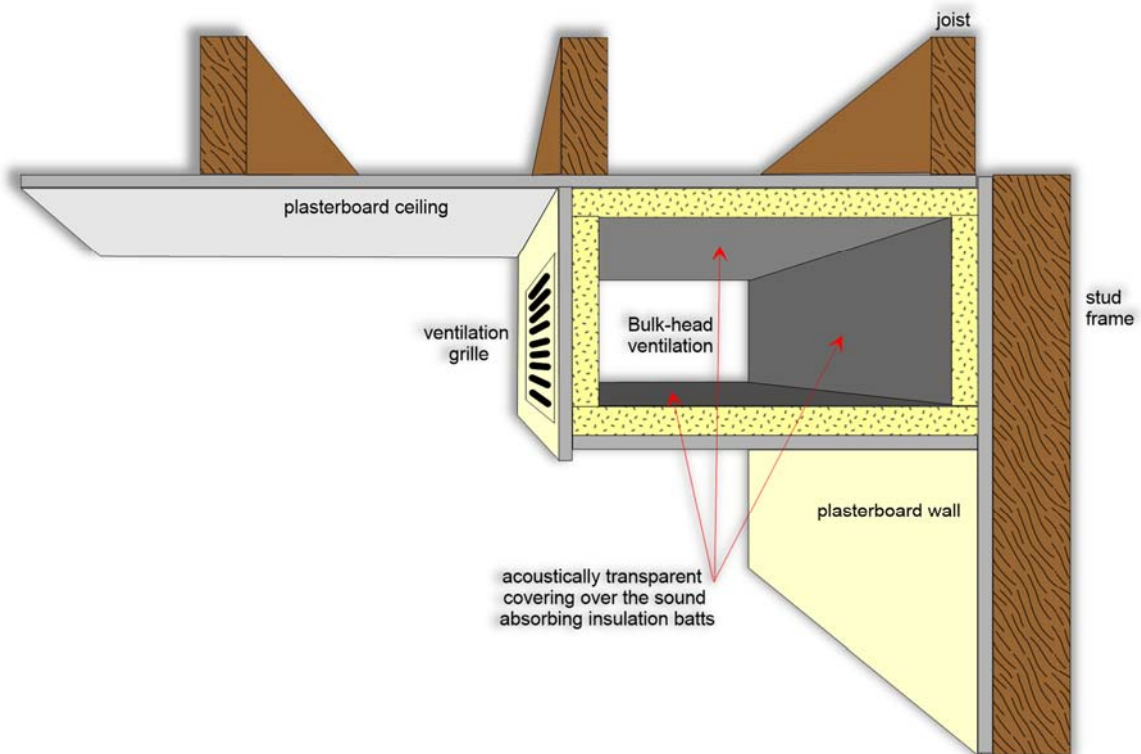 joist
plasterboard ceiling
ventilation
grille
Bulk-head
ventilation
stud
frame
plasterboard wall
acoustically transparent
covering over the sound
absorbing insulation batts